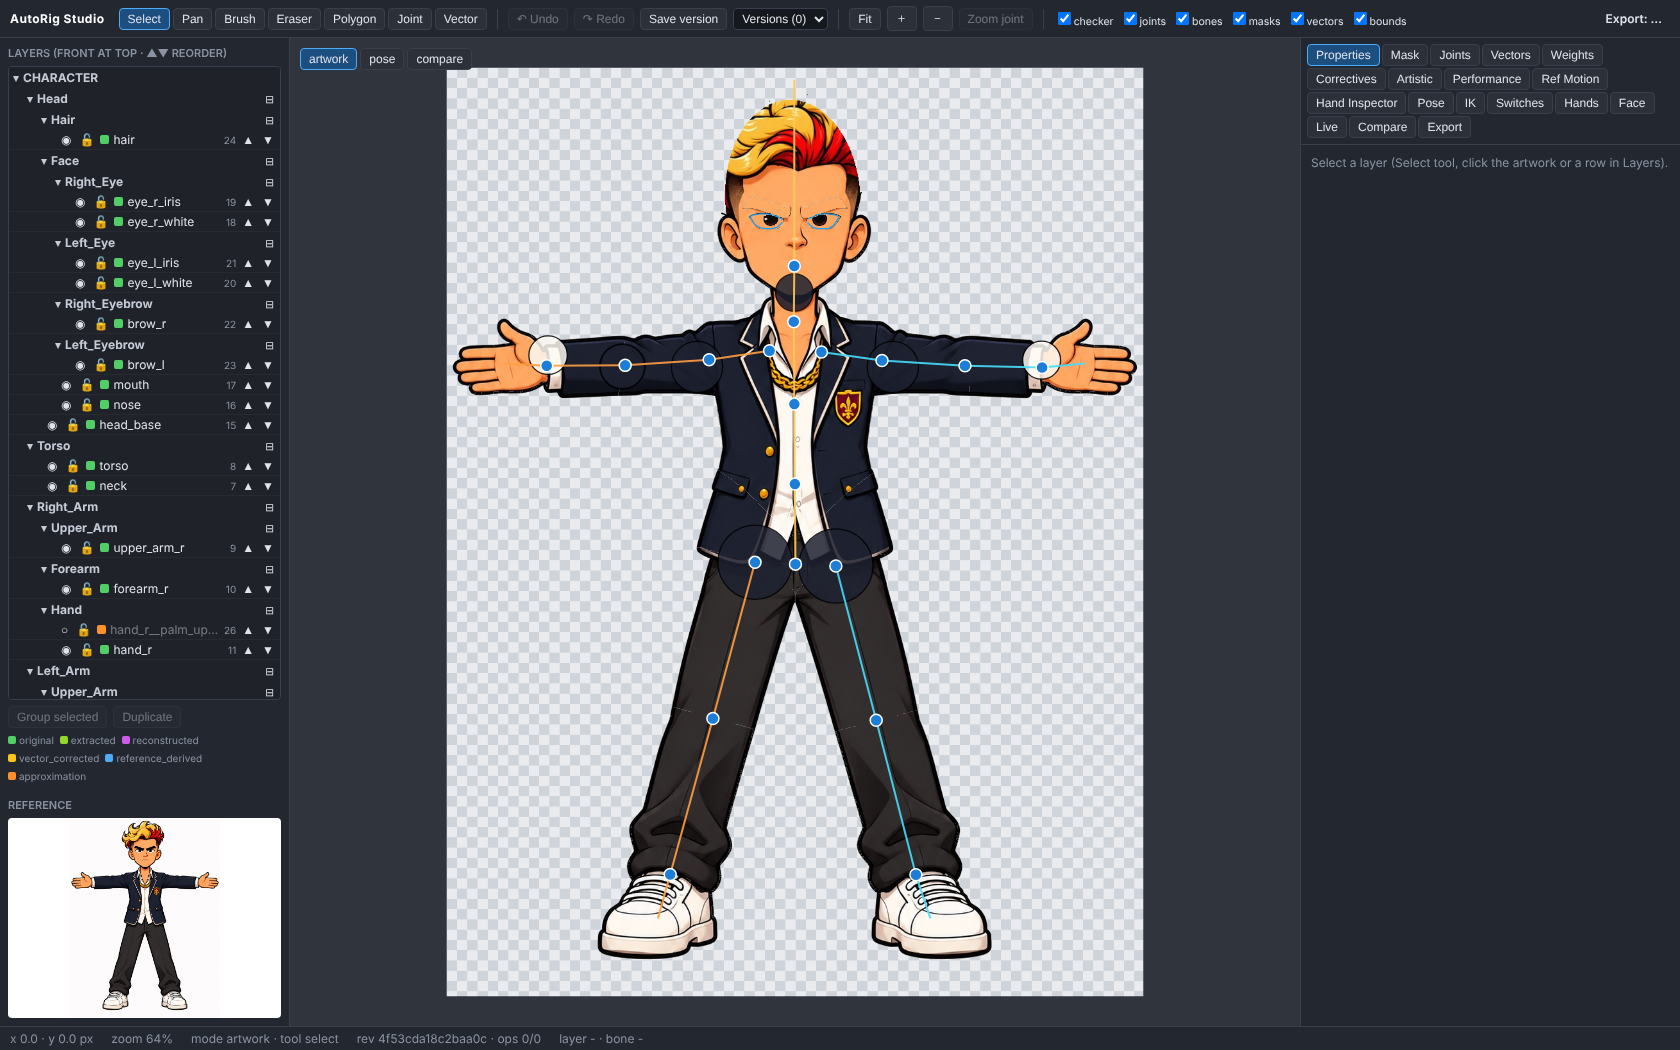 AutoRig Studio Select Pan Brush Eraser Polygon Joint Vector ↶ Undo ↷ Redo Save version Versions (0) Fit + − Zoom joint checker joints bones masks vectors bounds Export: ...
LAYERS (FRONT AT TOP · ▲▼ REORDER)
▾ CHARACTER
▾ Head
▾ Hair
hair 24 ▲ ▼
▾ Face
▾ Right_Eye
eye_r_iris 19 ▲ ▼
eye_r_white 18 ▲ ▼
▾ Left_Eye
eye_l_iris 21 ▲ ▼
eye_l_white 20 ▲ ▼
▾ Right_Eyebrow
brow_r 22 ▲ ▼
▾ Left_Eyebrow
brow_l 23 ▲ ▼
mouth 17 ▲ ▼
nose 16 ▲ ▼
head_base 15 ▲ ▼
▾ Torso
torso 8 ▲ ▼
neck 7 ▲ ▼
▾ Right_Arm
▾ Upper_Arm
upper_arm_r 9 ▲ ▼
▾ Forearm
forearm_r 10 ▲ ▼
▾ Hand
hand_r__palm_up... 26 ▲ ▼
hand_r 11 ▲ ▼
▾ Left_Arm
▾ Upper_Arm
Group selected Duplicate
original extracted reconstructed
vector_corrected reference_derived
approximation
REFERENCE
artwork pose compare
Properties Mask Joints Vectors Weights
Correctives Artistic Performance Ref Motion
Hand Inspector Pose IK Switches Hands Face
Live Compare Export
Select a layer (Select tool, click the artwork or a row in Layers).
x 0.0 · y 0.0 px zoom 64% mode artwork · tool select rev 4f53cda18c2baa0c · ops 0/0 layer - · bone -